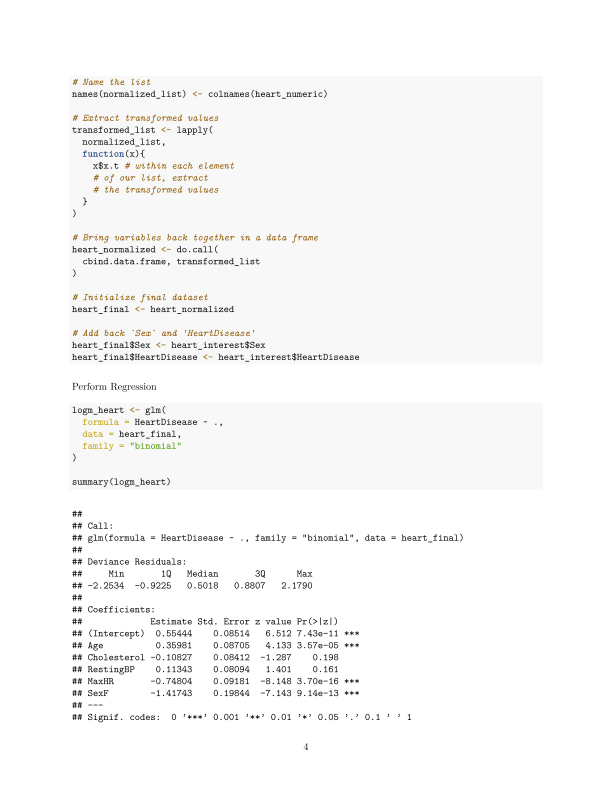 # Name the list
names(normalized_list) <- colnames(heart_numeric)

# Extract transformed values
transformed_list <- lapply(
  normalized_list,
  function(x){
    x$x.t # within each element
    # of our list, extract
    # the transformed values
  }
)

# Bring variables back together in a data frame
heart_normalized <- do.call(
  cbind.data.frame, transformed_list
)

# Initialize final dataset
heart_final <- heart_normalized

# Add back `Sex` and 'HeartDisease'
heart_final$Sex <- heart_interest$Sex
heart_final$HeartDisease <- heart_interest$HeartDisease

Perform Regression

logm_heart <- glm(
  formula = HeartDisease ~ .,
  data = heart_final,
  family = "binomial"
)

summary(logm_heart)

##
## Call:
## glm(formula = HeartDisease ~ ., family = "binomial", data = heart_final)
##
## Deviance Residuals:
##     Min       1Q   Median       3Q      Max
## -2.2534  -0.9225   0.5018   0.8807   2.1790
##
## Coefficients:
##             Estimate Std. Error z value Pr(>|z|)
## (Intercept)  0.55444    0.08514   6.512 7.43e-11 ***
## Age          0.35981    0.08705   4.133 3.57e-05 ***
## Cholesterol -0.10827    0.08412  -1.287    0.198
## RestingBP    0.11343    0.08094   1.401    0.161
## MaxHR       -0.74804    0.09181  -8.148 3.70e-16 ***
## SexF        -1.41743    0.19844  -7.143 9.14e-13 ***
## ---
## Signif. codes:  0 '***' 0.001 '**' 0.01 '*' 0.05 '.' 0.1 ' ' 1

4